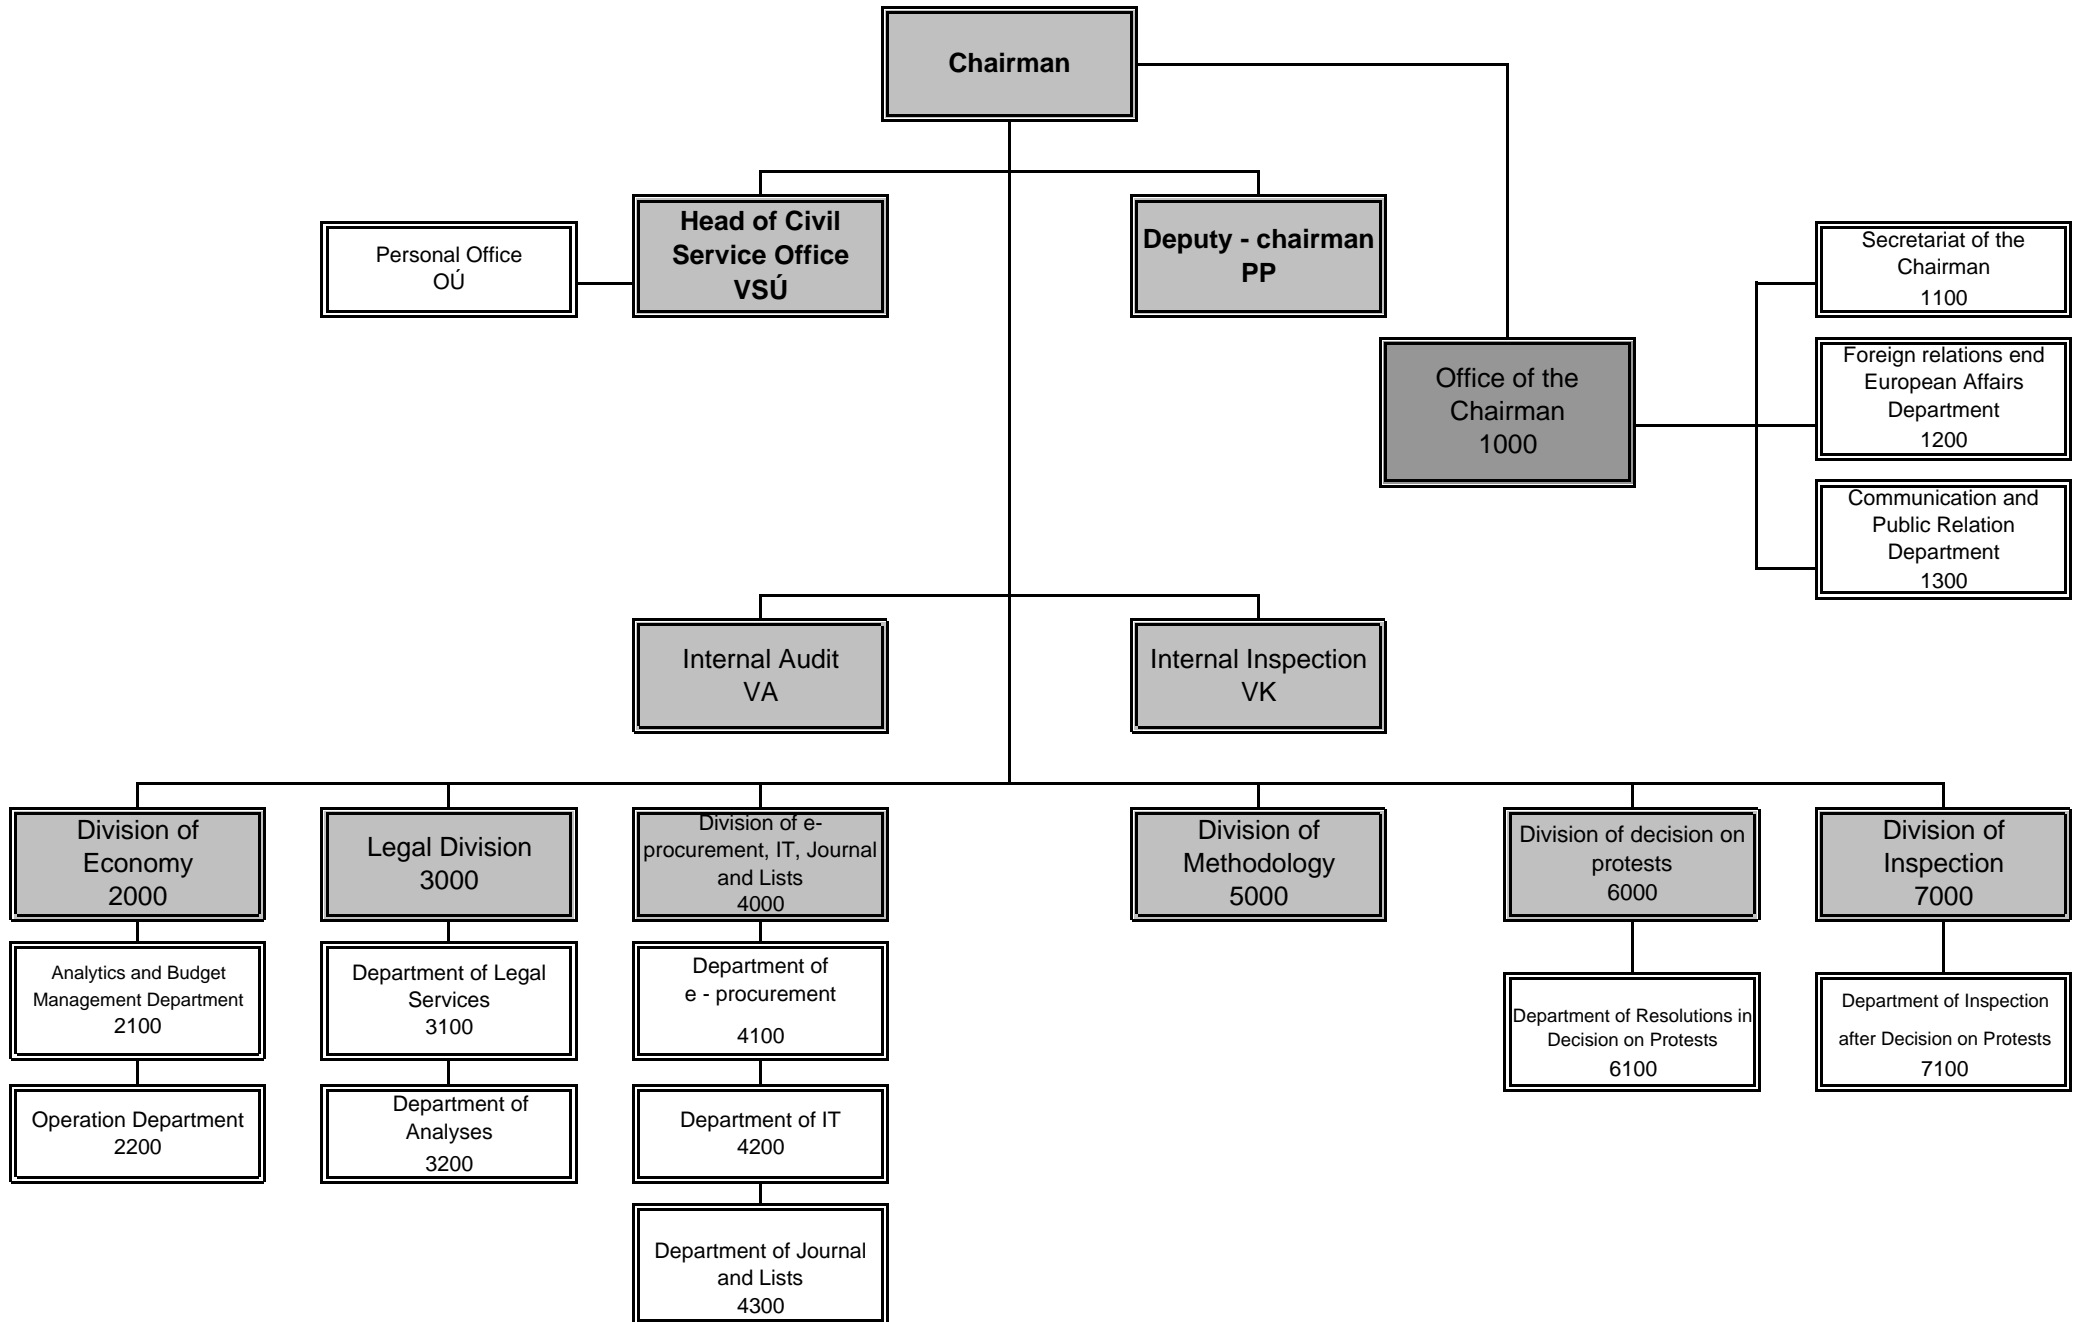 Chairman
Head of Civil
Service Office
VSÚ
Deputy - chairman
PP
Personal Office
OÚ
Secretariat of the
Chairman
1100
Office of the
Chairman
1000
Foreign relations end
European Affairs
Department
1200
Communication and
Public Relation
Department
1300
Internal Audit
VA
Internal Inspection
VK
Division of
Economy
2000
Legal Division
3000
Division of e-
procurement, IT, Journal
and Lists
4000
Division of
Methodology
5000
Division of decision on
protests
6000
Division of
Inspection
7000
Analytics and Budget
Management Department
2100
Department of Legal
Services
3100
Department of
e - procurement
4100
Department of Resolutions in
Decision on Protests
6100
Department of Inspection
after Decision on Protests
7100
Operation Department
2200
Department of
Analyses
3200
Department of IT
4200
Department of Journal
and Lists
4300